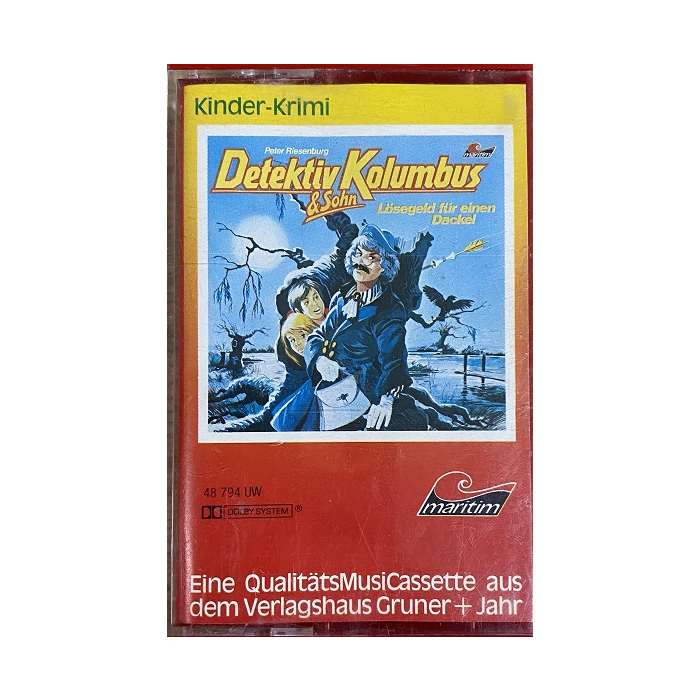 Kinder-Krimi
Peter Riesenburg
maritim
Detektiv Kolumbus
& Sohn
Lösegeld für einen
Dackel
48 794 UW
DOLBY SYSTEM ®
maritim
Eine QualitätsMusiCassette aus
dem Verlagshaus Gruner + Jahr